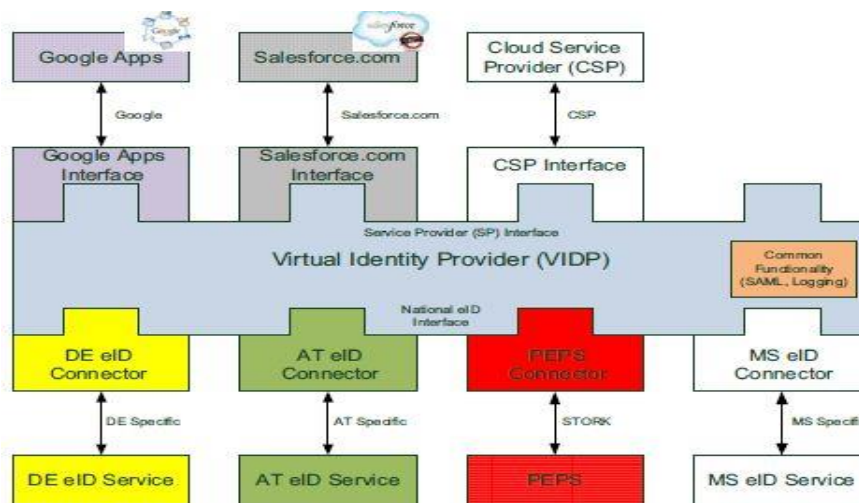 Google
salesforce
Google Apps
Salesforce.com
Cloud Service
Provider (CSP)
Google
Salesforce.com
CSP
Google Apps
Interface
Salesforce.com
Interface
CSP Interface
Service Provider (SP) Interface
Virtual Identity Provider (VIDP)
Common
Functionality
(SAML, Logging)
National eID
Interface
DE eID
Connector
AT eID
Connector
PEPS
Connector
MS eID
Connector
DE Specific
AT Specific
STORK
MS Specific
DE eID Service
AT eID Service
PEPS
MS eID Service